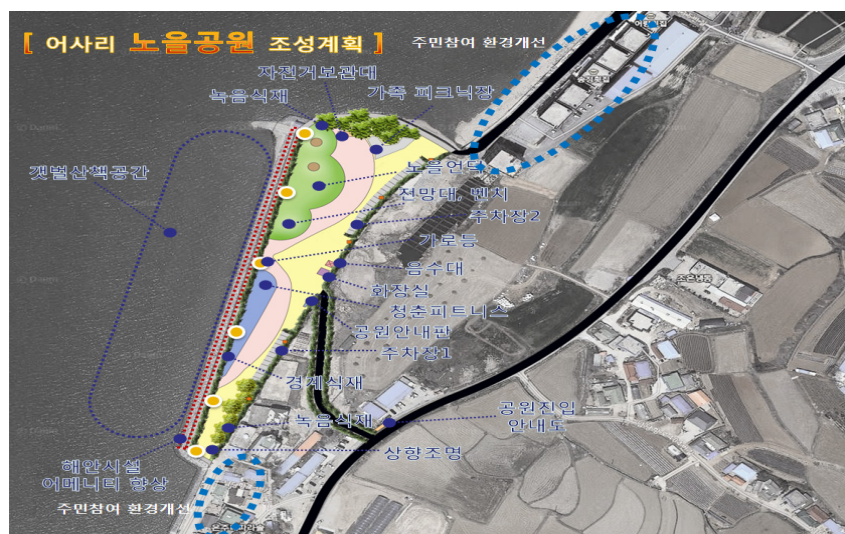 [ 어사리 노을공원 조성계획 ]
주민참여 환경개선
자전거보관대
녹음식재
가족 피크닉장
갯벌산책공간
노을언덕
전망대, 벤치
주차장2
가로등
음수대
화장실
청춘피트니스
공원안내판
주차장1
경계식재
녹음식재
공원진입
안내도
상향조명
해안시설
어메니티 향상
주민참여 환경개선
조은냉동